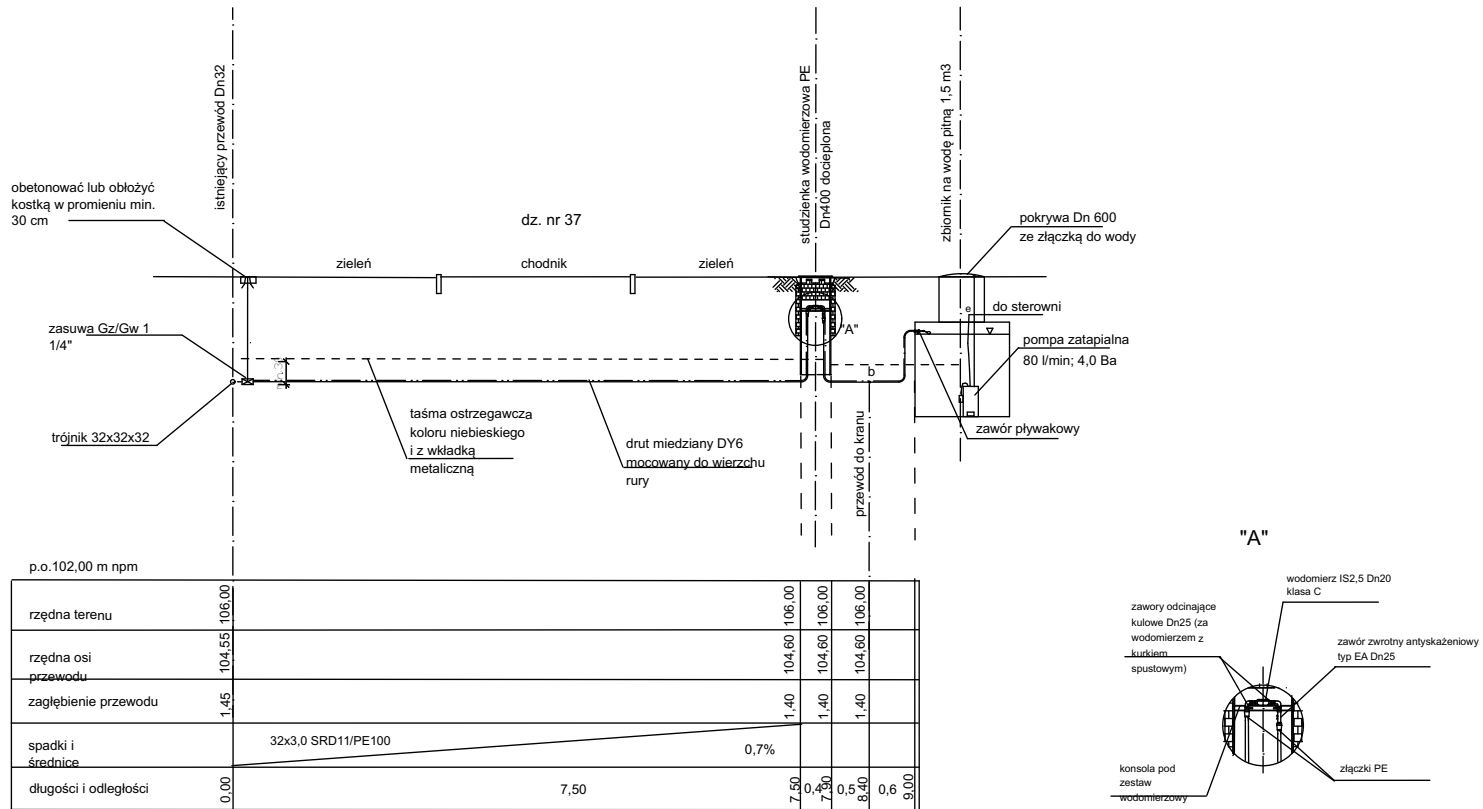 istniejący przewód Dn32
studzienka wodomierzowa PE
Dn400 docieplona
zbiornik na wodę pitną 1,5 m3
obetonować lub obłożyć
kostką w promieniu min.
30 cm
dz. nr 37
pokrywa Dn 600
ze złączką do wody
zieleń
chodnik
zieleń
e
do sterowni
zasuwa Gz/Gw 1
1/4"
"A"
pompa zatapialna
80 l/min; 4,0 Ba
b
trójnik 32x32x32
taśma ostrzegawcza
koloru niebieskiego
i z wkładką
metaliczną
drut miedziany DY6
mocowany do wierzchu
rury
zawór pływakowy
przewód do kranu
p.o.102,00 m npm
rzędna terenu
106,00
106,00
106,00
106,00
rzędna osi
przewodu
104,55
104,60
104,60
104,60
zagłębienie przewodu
1,45
1,40
1,40
1,40
spadki i
średnice
32x3,0 SRD11/PE100
0,7%
długości i odległości
0,00
7,50
7,50
0,4
7,90
0,5
8,40
0,6
9,00
"A"
wodomierz IS2,5 Dn20
klasa C
zawory odcinające
kulowe Dn25 (za
wodomierzem z
kurkiem
spustowym)
zawór zwrotny antyskażeniowy
typ EA Dn25
konsola pod
zestaw
wodomierzowy
złączki PE